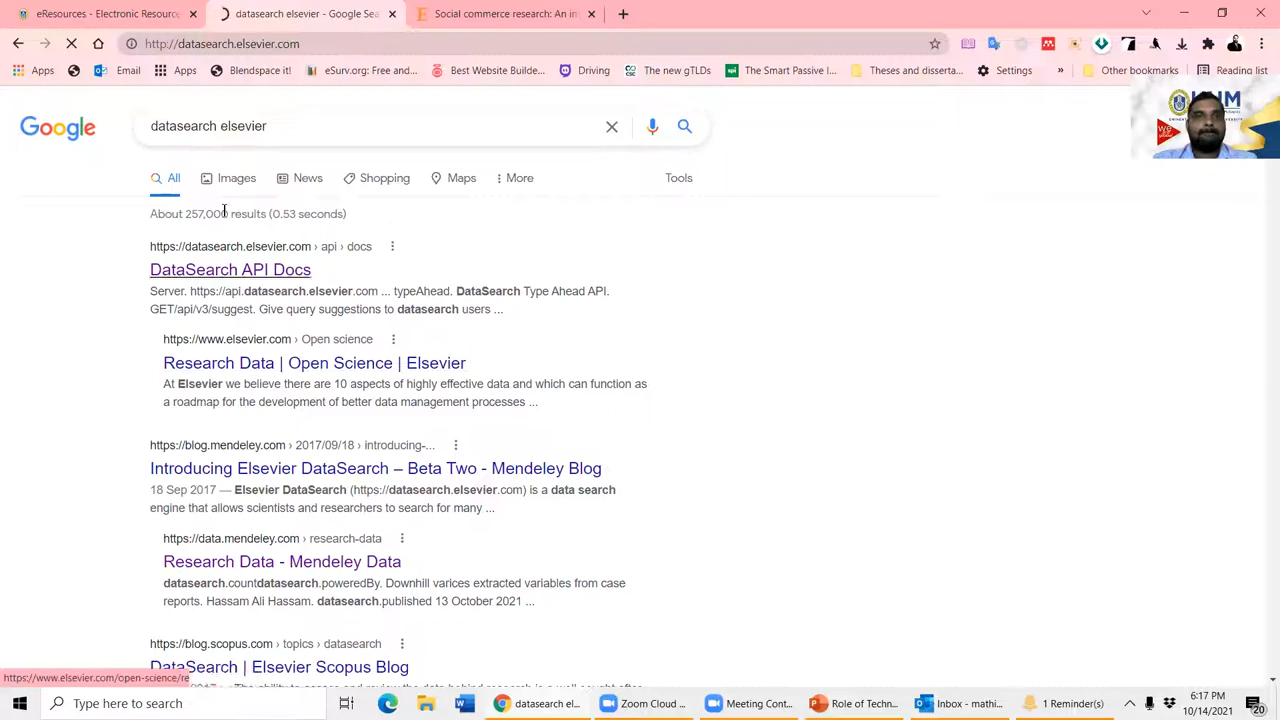 eResources - Electronic Resource
datasearch elsevier - Google Sea
Social commerce research: An in
http://datasearch.elsevier.com
Apps
Email
Apps
Blendspace it!
eSurv.org: Free and...
Best Website Builder...
Driving
The new gTLDs
The Smart Passive I...
Theses and disserta...
Settings
»
Other bookmarks
Reading list
Google
datasearch elsevier
All
Images
News
Shopping
Maps
More
Tools
About 257,000 results (0.53 seconds)
https://datasearch.elsevier.com › api › docs
DataSearch API Docs
Server. https://api.datasearch.elsevier.com ... typeAhead. DataSearch Type Ahead API.
GET/api/v3/suggest. Give query suggestions to datasearch users ...
https://www.elsevier.com › Open science
Research Data | Open Science | Elsevier
At Elsevier we believe there are 10 aspects of highly effective data and which can function as
a roadmap for the development of better data management processes ...
https://blog.mendeley.com › 2017/09/18 › introducing-...
Introducing Elsevier DataSearch – Beta Two - Mendeley Blog
18 Sep 2017 — Elsevier DataSearch (https://datasearch.elsevier.com) is a data search
engine that allows scientists and researchers to search for many ...
https://data.mendeley.com › research-data
Research Data - Mendeley Data
datasearch.countdatasearch.poweredBy. Downhill varices extracted variables from case
reports. Hassam Ali Hassam. datasearch.published 13 October 2021 ...
https://blog.scopus.com › topics › datasearch
DataSearch | Elsevier Scopus Blog
https://www.elsevier.com/open-science/re
Type here to search
datasearch el...
Zoom Cloud ...
Meeting Cont...
Role of Techn...
Inbox - mathi...
1 Reminder(s)
6:17 PM
10/14/2021
20